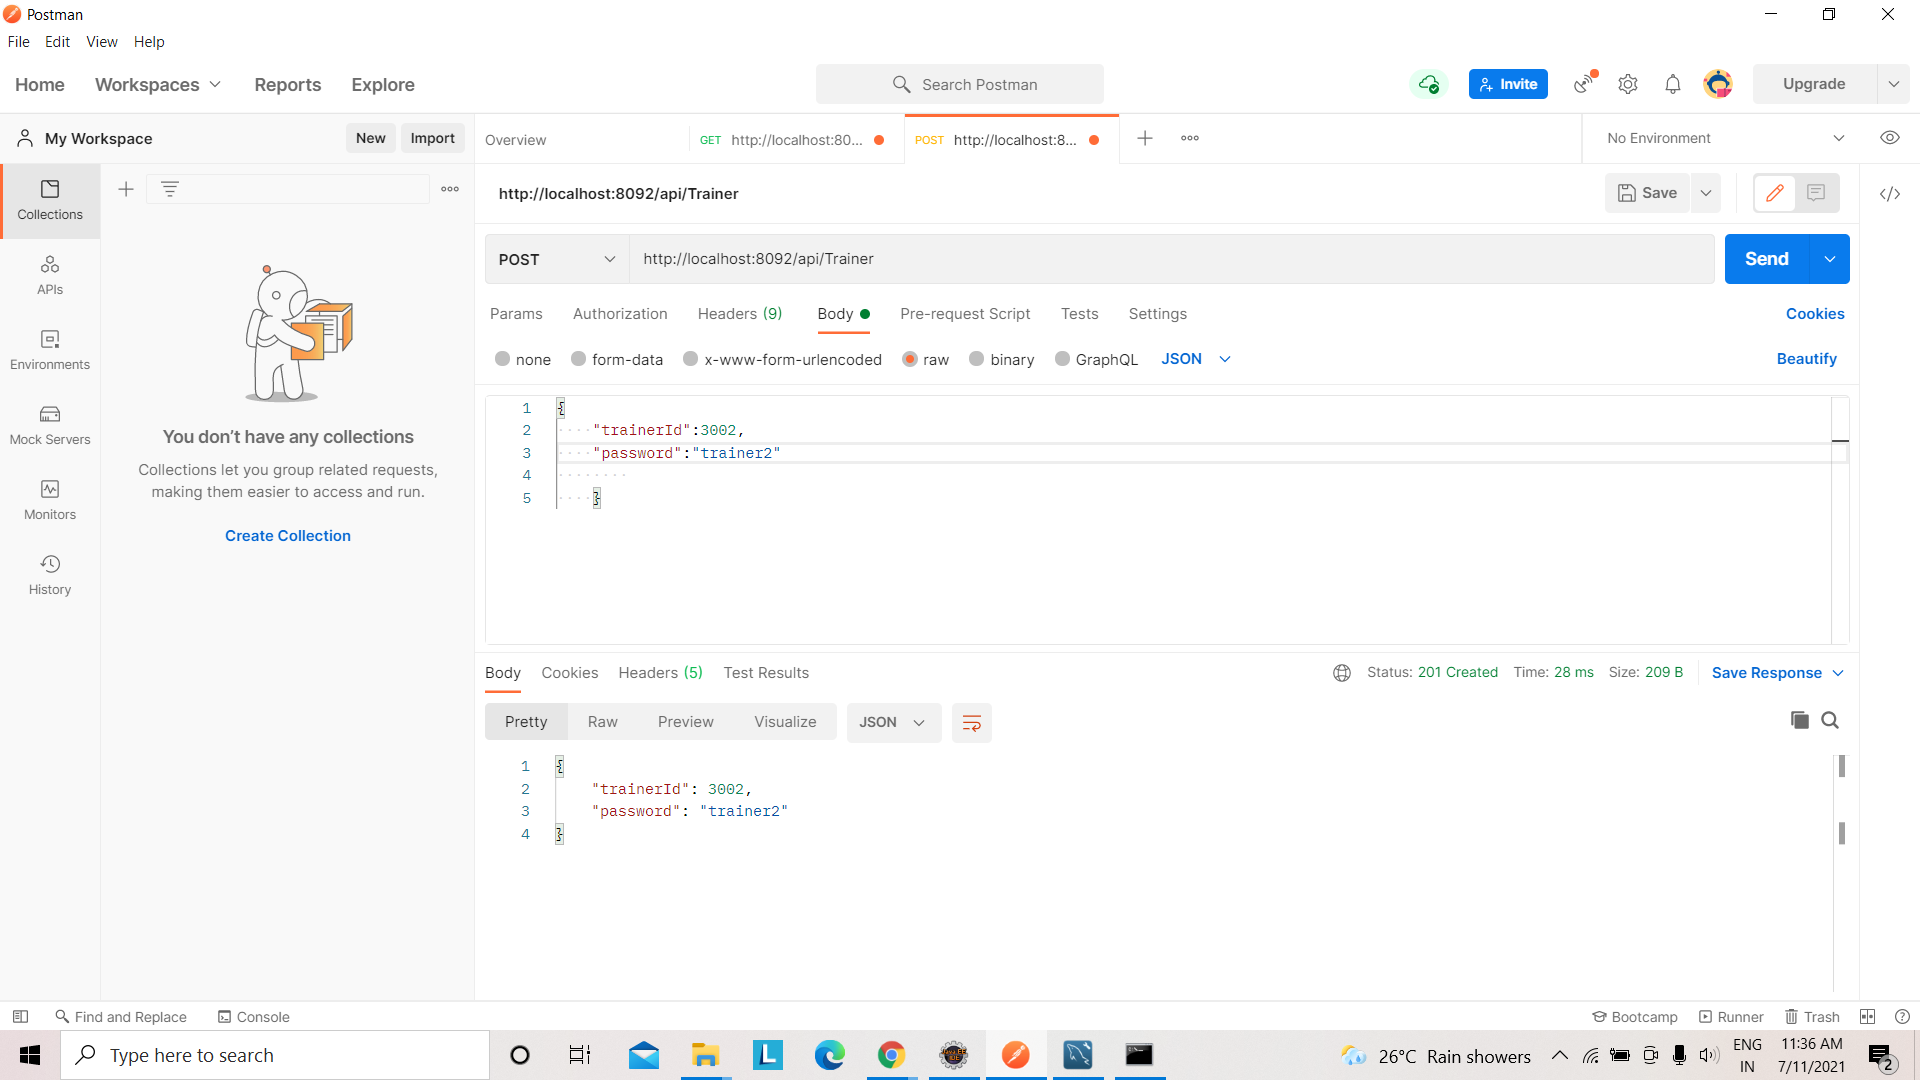 Postman
File Edit View Help
Home Workspaces Reports Explore Search Postman Invite Upgrade
My Workspace New Import Overview GET http://localhost:80... POST http://localhost:8... No Environment
Collections
APIs
Environments
Mock Servers
Monitors
History
You don’t have any collections
Collections let you group related requests,
making them easier to access and run.
Create Collection
http://localhost:8092/api/Trainer Save
POST http://localhost:8092/api/Trainer Send
Params Authorization Headers (9) Body Pre-request Script Tests Settings Cookies
none form-data x-www-form-urlencoded raw binary GraphQL JSON Beautify
1 {
2 "trainerId":3002,
3 "password":"trainer2"
4
5 }
Body Cookies Headers (5) Test Results Status: 201 Created Time: 28 ms Size: 209 B Save Response
Pretty Raw Preview Visualize JSON
1 {
2 "trainerId": 3002,
3 "password": "trainer2"
4 }
Find and Replace Console Bootcamp Runner Trash
Type here to search L 26°C Rain showers ENG
IN
11:36 AM
7/11/2021
2